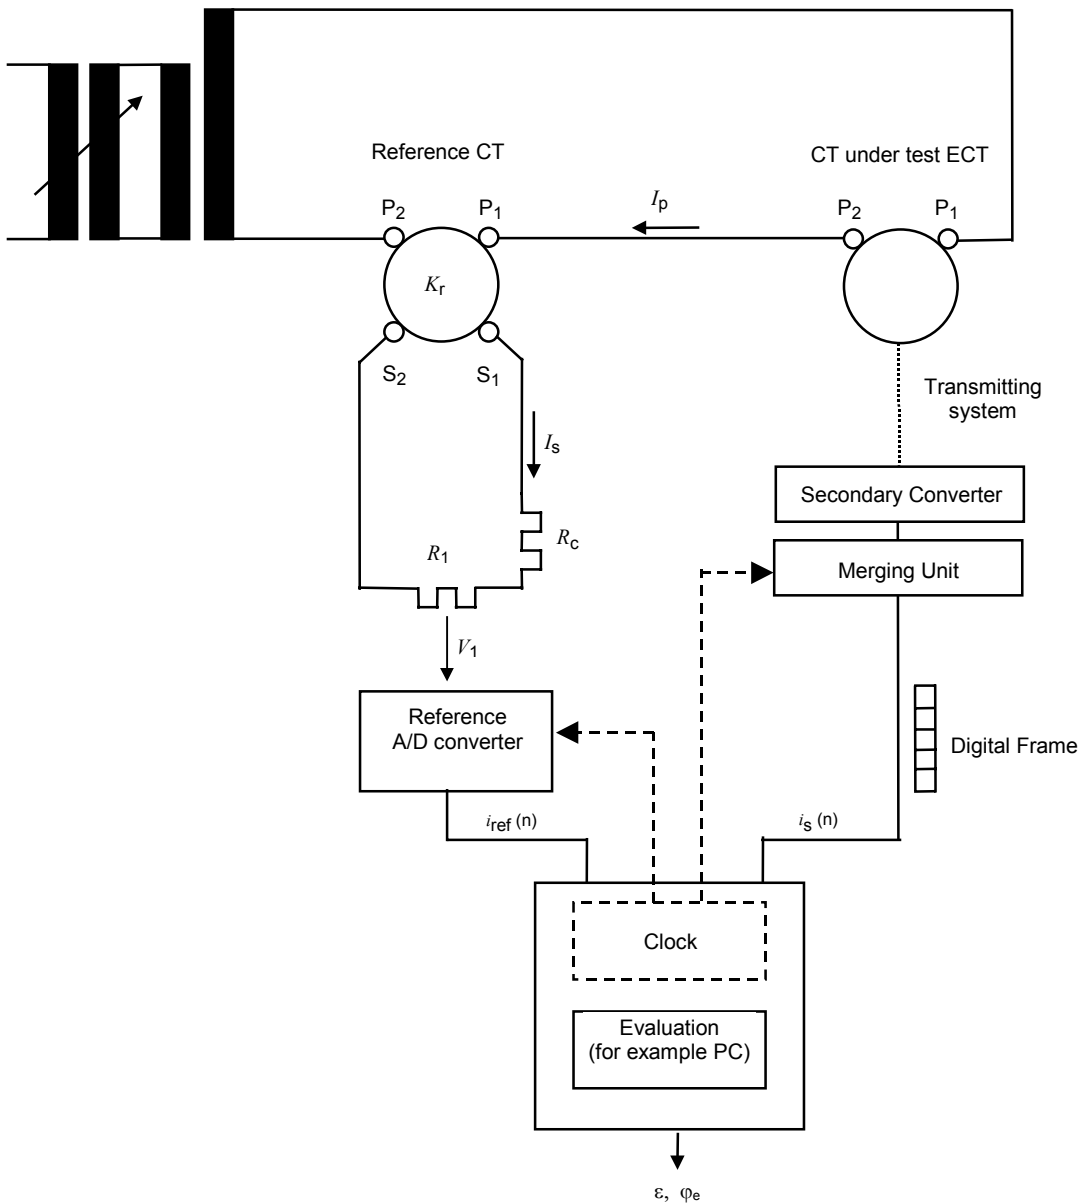 Reference CT
CT under test ECT
P2
P1
Ip
P2
P1
Kr
S2
S1
Transmitting
system
Is
Secondary Converter
R1
Rc
Merging Unit
V1
Reference
A/D converter
Digital Frame
iref (n)
is (n)
Clock
Evaluation
(for example PC)
ε, φe